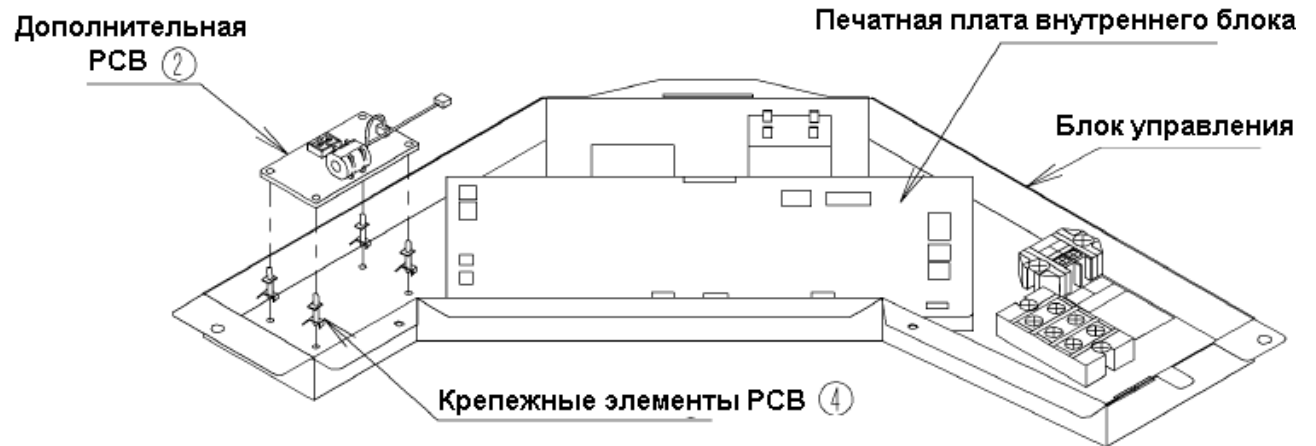 Дополнительная
PCB ②
Печатная плата внутреннего блока
Блок управления
Крепежные элементы PCB ④